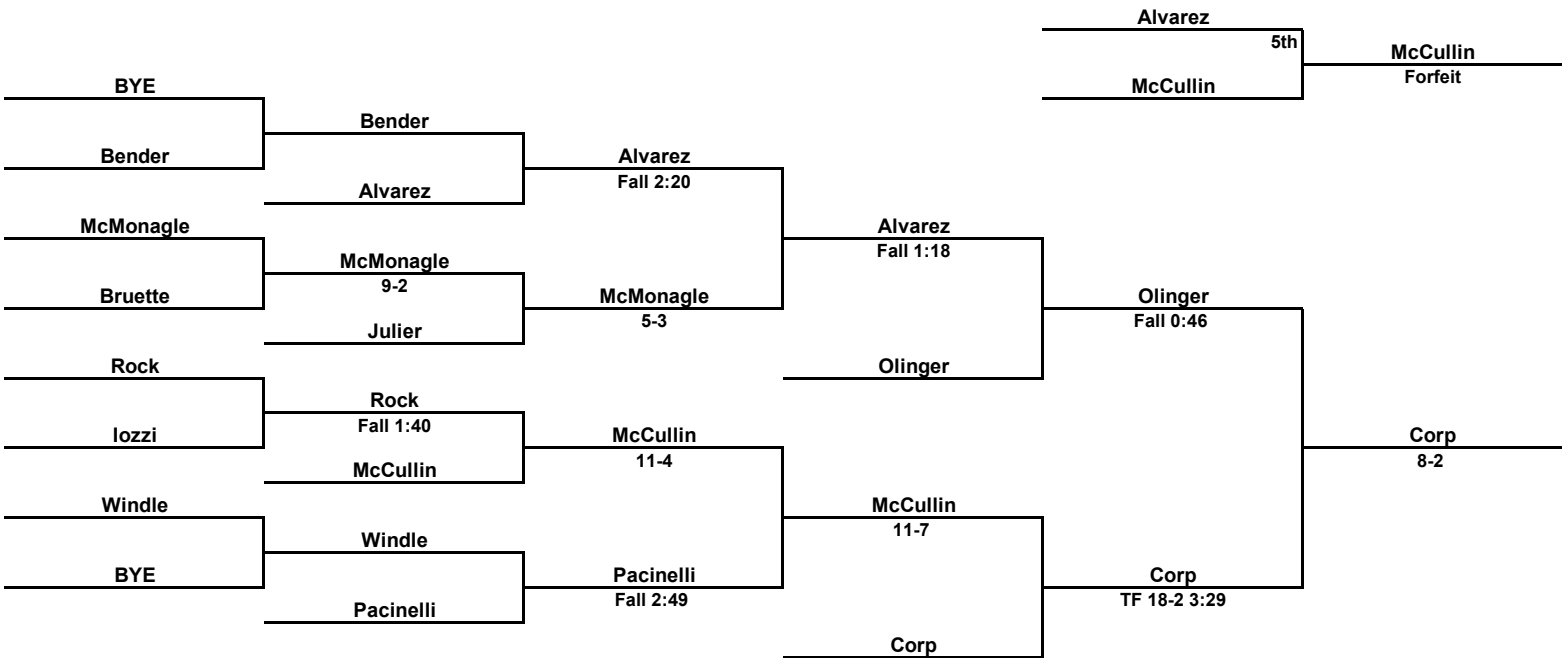 Alvarez
5th
McCullin
Forfeit
McCullin
BYE
Bender
Bender
Alvarez
Fall 2:20
Alvarez
McMonagle
Alvarez
Fall 1:18
McMonagle
9-2
Bruette
McMonagle
5-3
Olinger
Fall 0:46
Julier
Rock
Olinger
Rock
Fall 1:40
Iozzi
McCullin
11-4
Corp
8-2
McCullin
Windle
McCullin
11-7
Windle
BYE
Pacinelli
Fall 2:49
Corp
TF 18-2 3:29
Pacinelli
Corp